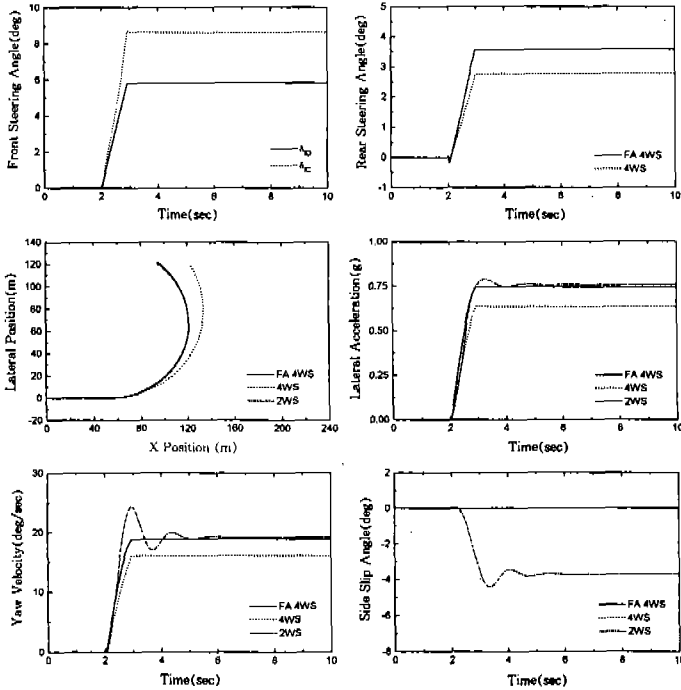 Front Steering Angle(deg)
10
8
6
4
2
0
0 2 4 6 8 10
Time(sec)
Rear Steering Angle(deg)
5
4
3
2
1
0
-1
FA 4WS
4WS
0 2 4 6 8 10
Time(sec)
Lateral Position(m)
140
120
100
80
60
40
20
0
-20
FA 4WS
4WS
2WS
0 40 80 120 160 200 240
X Position (m)
Lateral Acceleration(g)
1.00
0.75
0.50
0.25
0.00
FA 4WS
4WS
2WS
0 2 4 6 8 10
Time(sec)
Yaw Velocity(deg/sec)
30
20
10
0
FA 4WS
4WS
2WS
0 2 4 6 8 10
Time(sec)
Side Slip Angle(deg)
2
0
-2
-4
-6
-8
FA 4WS
4WS
2WS
0 2 4 6 8 10
Time(sec)